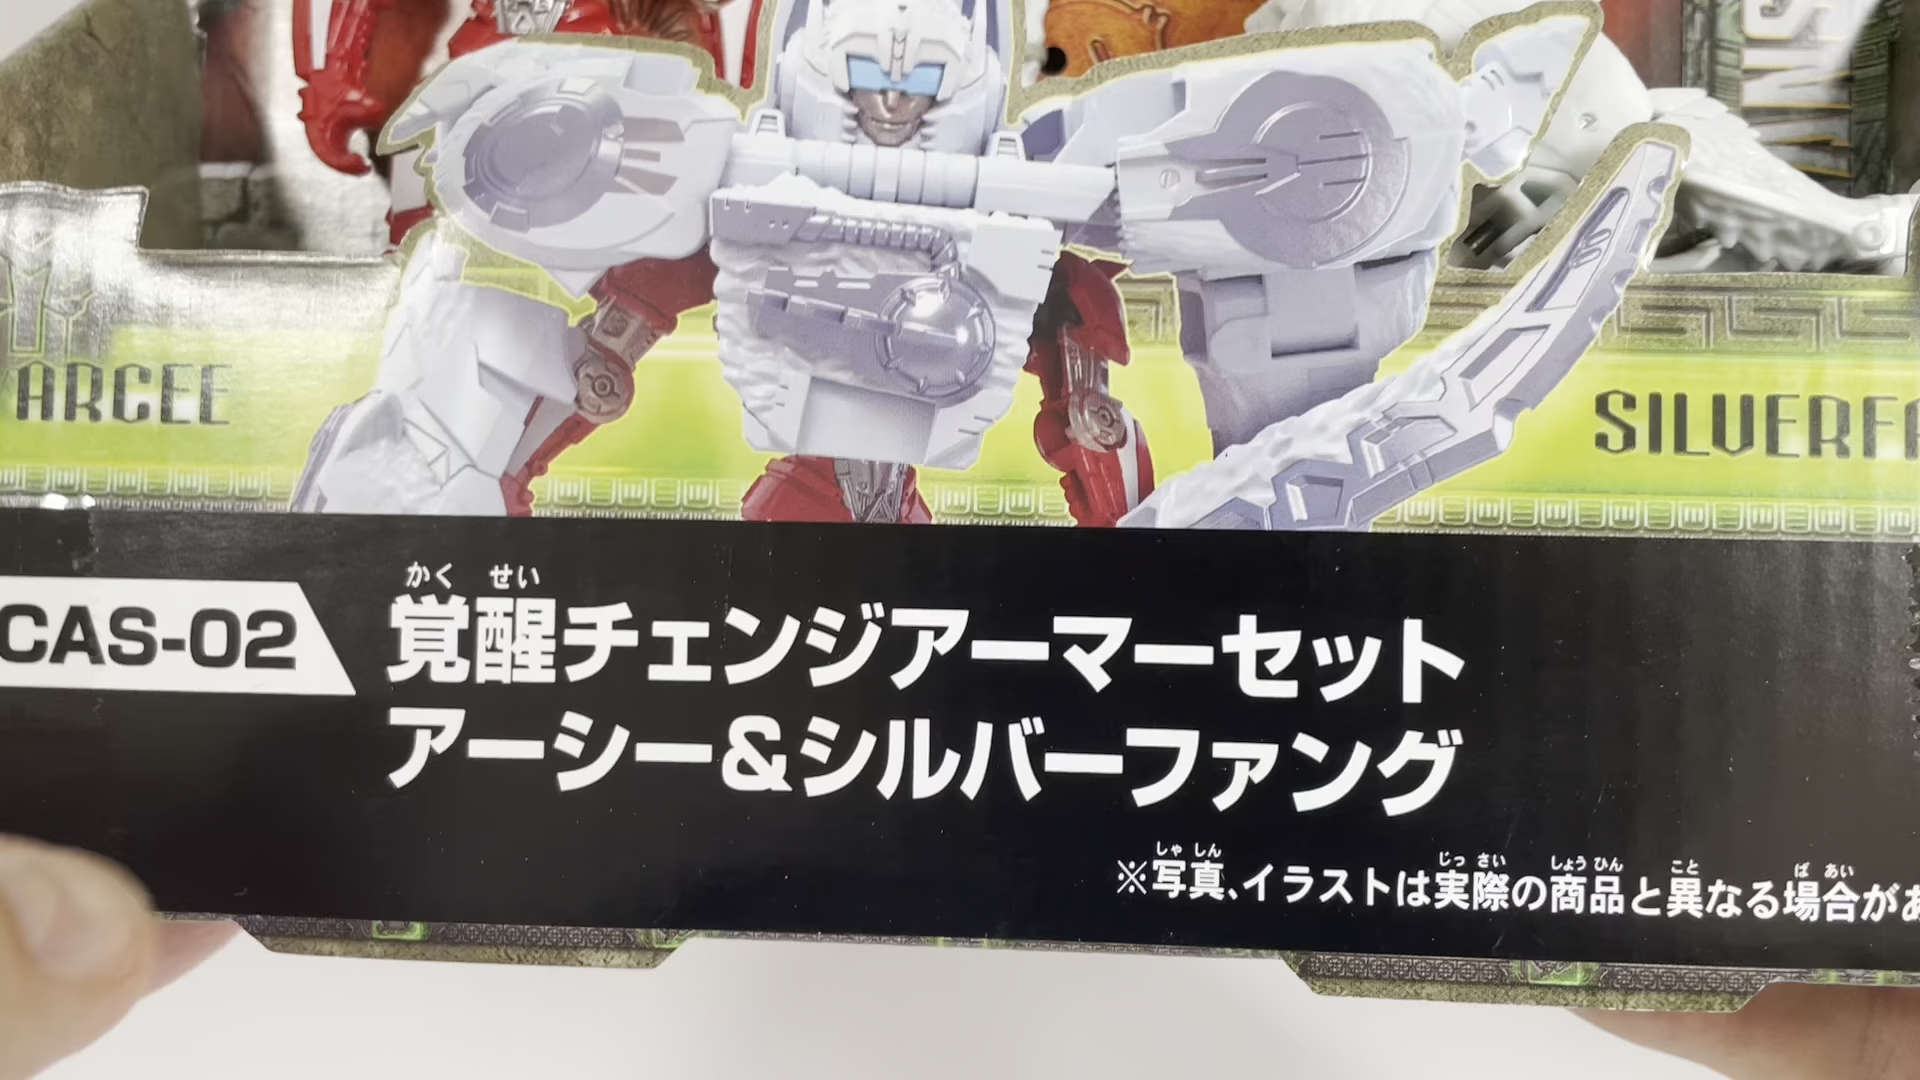 ARCEE
SILVERF
CAS-02
かく せい
覚醒チェンジアーマーセット
アーシー&シルバーファング
しゃ しん じっ さい しょう ひん こと ば あい
※写真、イラストは実際の商品と異なる場合があ